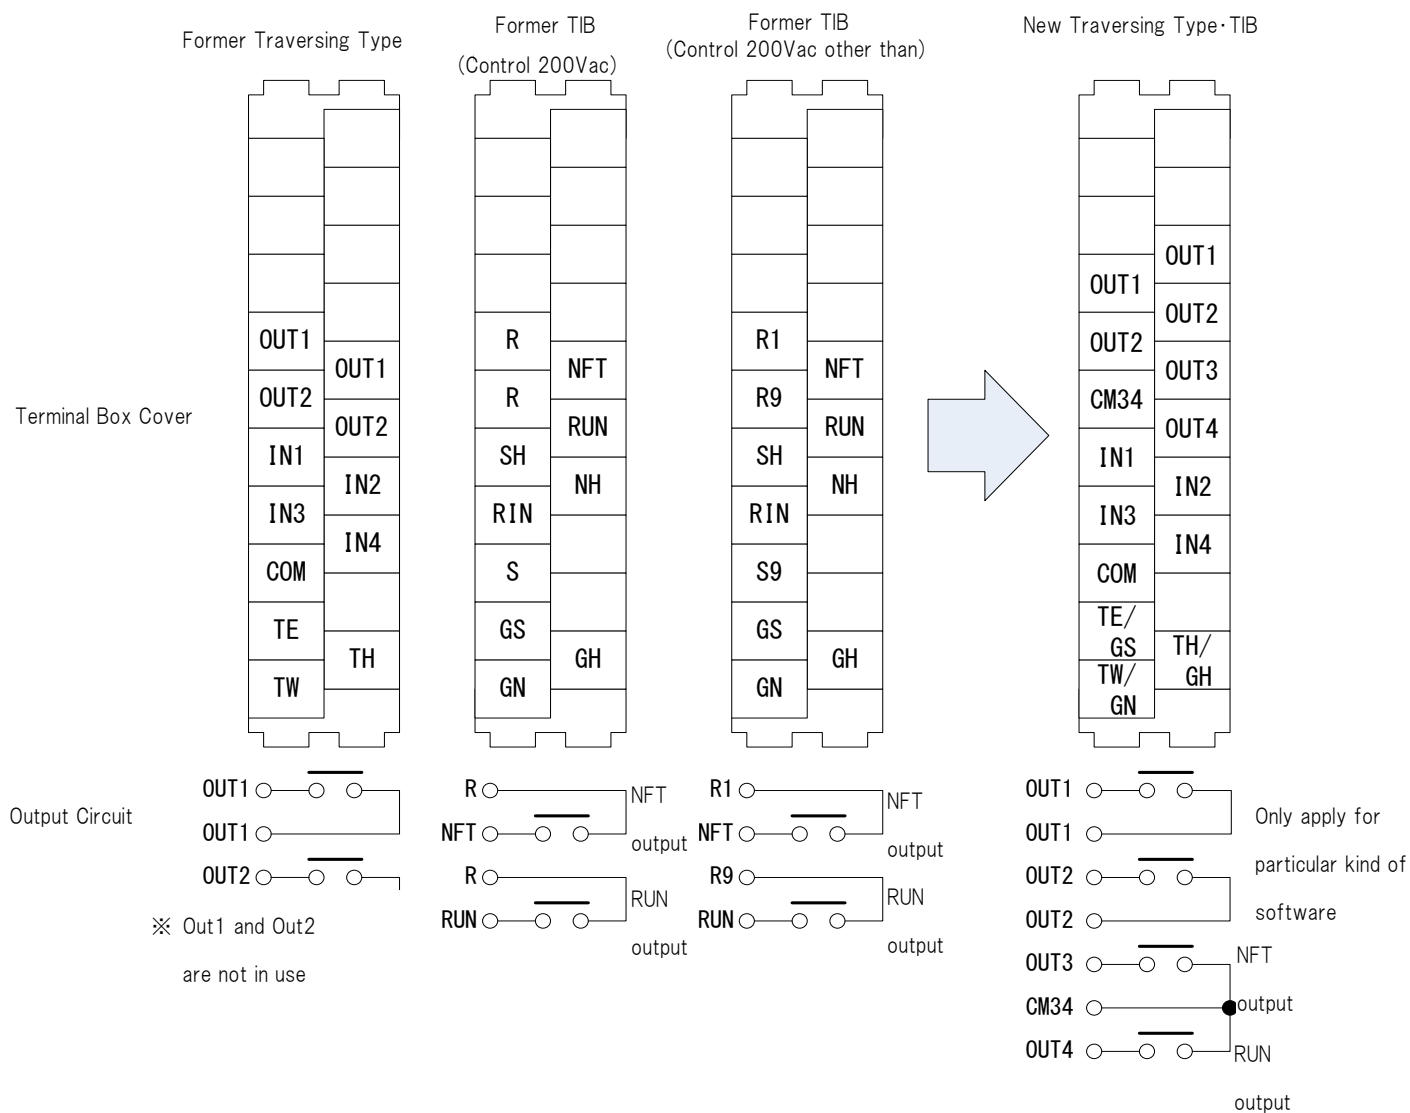 Former Traversing Type
Former TIB
(Control 200Vac)
Former TIB
(Control 200Vac other than)
New Traversing Type・TIB
Terminal Box Cover
OUT1
OUT1
OUT2
OUT2
IN1
IN2
IN3
IN4
COM
TE
TH
TW
R
NFT
R
RUN
SH
NH
RIN
S
GS
GH
GN
R1
NFT
R9
RUN
SH
NH
RIN
S9
GS
GH
GN
OUT1
OUT1
OUT2
OUT2
OUT3
CM34
OUT4
IN1
IN2
IN3
IN4
COM
TE/
GS
TH/
GH
TW/
GN
Output Circuit
OUT1
OUT1
OUT2
※ Out1 and Out2
are not in use
R
NFT
NFT
output
R
RUN
RUN
output
R1
NFT
NFT
output
R9
RUN
RUN
output
OUT1
OUT1
OUT2
OUT2
Only apply for
particular kind of
software
OUT3
NFT
output
CM34
OUT4
RUN
output